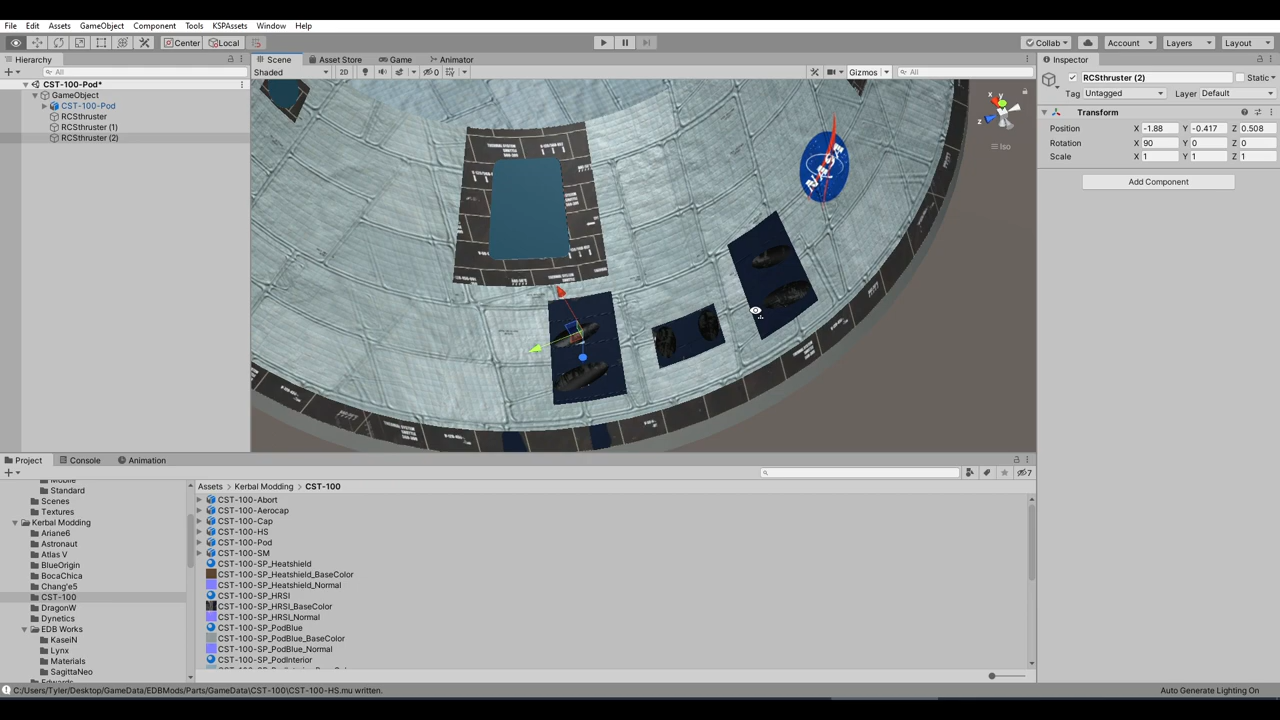 File Edit Assets GameObject Component Tools KSPAssets Window Help
Center Local Collab Account Layers Layout
Hierarchy
All
CST-100-Pod*
GameObject
CST-100-Pod
RCSthruster
RCSthruster (1)
RCSthruster (2)
Scene Asset Store Game Animator
Shaded 2D 0 Gizmos All
x y
z
Iso
NASA
Inspector
RCSthruster (2) Static
Tag Untagged Layer Default
Transform
Position X -1.88 Y -0.417 Z 0.508
Rotation X 90 Y 0 Z 0
Scale X 1 Y 1 Z 1
Add Component
Project Console Animation
7
Mobile
Standard
Scenes
Textures
Kerbal Modding
Ariane6
Astronaut
Atlas V
BlueOrigin
BocaChica
Chang'e5
CST-100
DragonW
Dynetics
EDB Works
KaseiN
Lynx
Materials
SagittaNeo
Edwards
Assets Kerbal Modding CST-100
CST-100-Abort
CST-100-Aerocap
CST-100-Cap
CST-100-HS
CST-100-Pod
CST-100-SM
CST-100-SP_Heatshield
CST-100-SP_Heatshield_BaseColor
CST-100-SP_Heatshield_Normal
CST-100-SP_HRSI
CST-100-SP_HRSI_BaseColor
CST-100-SP_HRSI_Normal
CST-100-SP_PodBlue
CST-100-SP_PodBlue_BaseColor
CST-100-SP_PodBlue_Normal
CST-100-SP_PodInterior
C:/Users/Tyler/Desktop/GameData/EDBMods/Parts/GameData\CST-100\CST-100-HS.mu written.
Auto Generate Lighting On